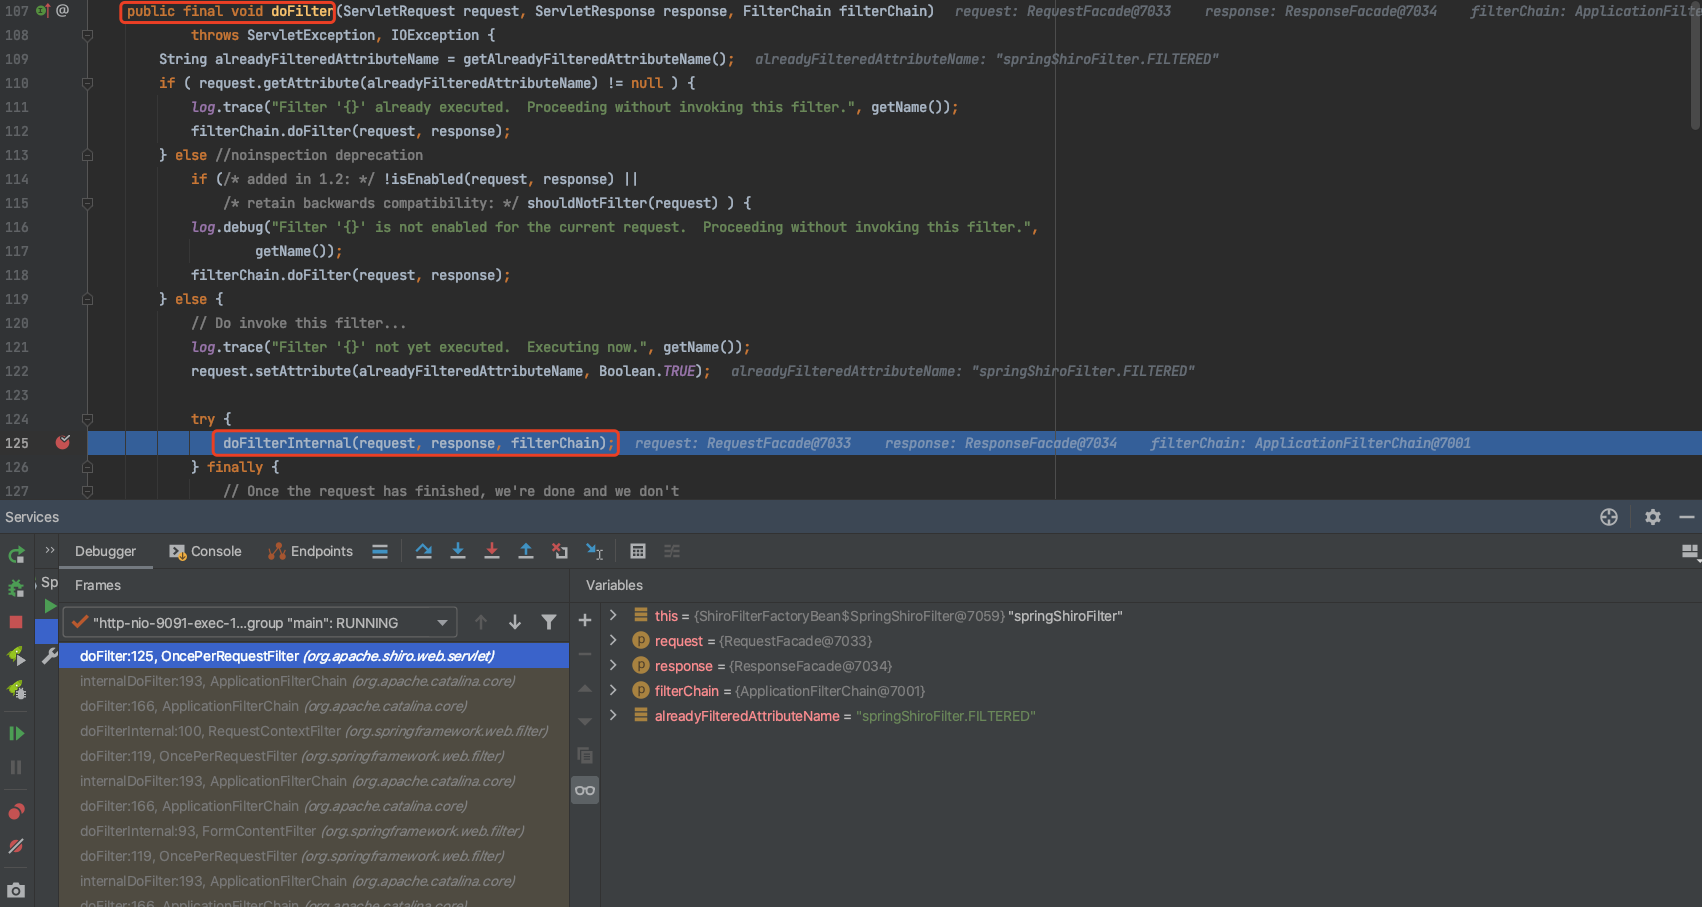 107 public final void doFilter(ServletRequest request, ServletResponse response, FilterChain filterChain) request: RequestFacade@7033 response: ResponseFacade@7034 filterChain: ApplicationFilte
108 throws ServletException, IOException {
109 String alreadyFilteredAttributeName = getAlreadyFilteredAttributeName(); alreadyFilteredAttributeName: "springShiroFilter.FILTERED"
110 if ( request.getAttribute(alreadyFilteredAttributeName) != null ) {
111 log.trace("Filter '{}' already executed.  Proceeding without invoking this filter.", getName());
112 filterChain.doFilter(request, response);
113 } else //noinspection deprecation
114 if (/* added in 1.2: */ !isEnabled(request, response) ||
115 /* retain backwards compatibility: */ shouldNotFilter(request) ) {
116 log.debug("Filter '{}' is not enabled for the current request.  Proceeding without invoking this filter.",
117 getName());
118 filterChain.doFilter(request, response);
119 } else {
120 // Do invoke this filter...
121 log.trace("Filter '{}' not yet executed.  Executing now.", getName());
122 request.setAttribute(alreadyFilteredAttributeName, Boolean.TRUE); alreadyFilteredAttributeName: "springShiroFilter.FILTERED"
123
124 try {
125 doFilterInternal(request, response, filterChain); request: RequestFacade@7033 response: ResponseFacade@7034 filterChain: ApplicationFilterChain@7001
126 } finally {
127 // Once the request has finished, we're done and we don't
Services
Debugger Console Endpoints
Sp Frames Variables
"http-nio-9091-exec-1...group "main": RUNNING
this = {ShiroFilterFactoryBean$SpringShiroFilter@7059} "springShiroFilter"
request = {RequestFacade@7033}
response = {ResponseFacade@7034}
filterChain = {ApplicationFilterChain@7001}
alreadyFilteredAttributeName = "springShiroFilter.FILTERED"
doFilter:125, OncePerRequestFilter (org.apache.shiro.web.servlet)
internalDoFilter:193, ApplicationFilterChain (org.apache.catalina.core)
doFilter:166, ApplicationFilterChain (org.apache.catalina.core)
doFilterInternal:100, RequestContextFilter (org.springframework.web.filter)
doFilter:119, OncePerRequestFilter (org.springframework.web.filter)
internalDoFilter:193, ApplicationFilterChain (org.apache.catalina.core)
doFilter:166, ApplicationFilterChain (org.apache.catalina.core)
doFilterInternal:93, FormContentFilter (org.springframework.web.filter)
doFilter:119, OncePerRequestFilter (org.springframework.web.filter)
internalDoFilter:193, ApplicationFilterChain (org.apache.catalina.core)
doFilter:166, ApplicationFilterChain (org.apache.catalina.core)